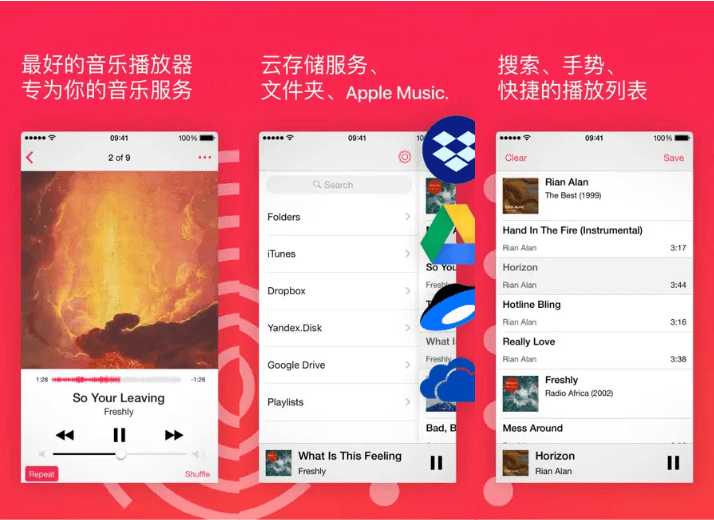 最好的音乐播放器
专为你的音乐服务
09:41
100%
2 of 9
1:28
-1:26
So Your Leaving
Freshly
Repeat
Shuffle
云存储服务、
文件夹、Apple Music.
09:41
100%
Search
Folders
iTunes
Dropbox
Yandex.Disk
Google Drive
Playlists
So You
Freshly
What Is
Freshly
Bad, B
What Is This Feeling
Freshly
搜索、手势、
快捷的播放列表
09:41
100%
Clear
Save
Rian Alan
The Best (1999)
Hand In The Fire (Instrumental)
Rian Alan
3:17
Horizon
Rian Alan
3:44
Hotline Bling
Rian Alan
3:16
Really Love
Rian Alan
3:38
Freshly
Radio Africa (2002)
Mess Around
Horizon
Rian Alan